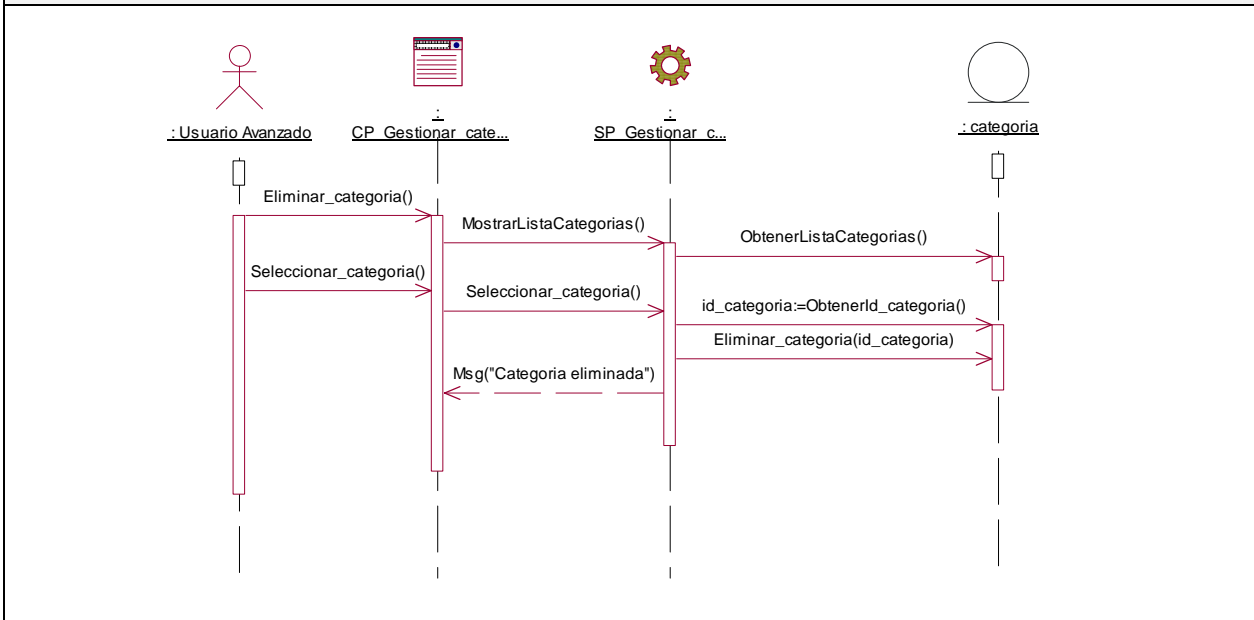 :
:
: Usuario Avanzado
CP_Gestionar_cate...
SP_Gestionar_c...
: categoria
Eliminar_categoria()
MostrarListaCategorias()
ObtenerListaCategorias()
Seleccionar_categoria()
Seleccionar_categoria()
id_categoria:=ObtenerId_categoria()
Eliminar_categoria(id_categoria)
Msg("Categoria eliminada")